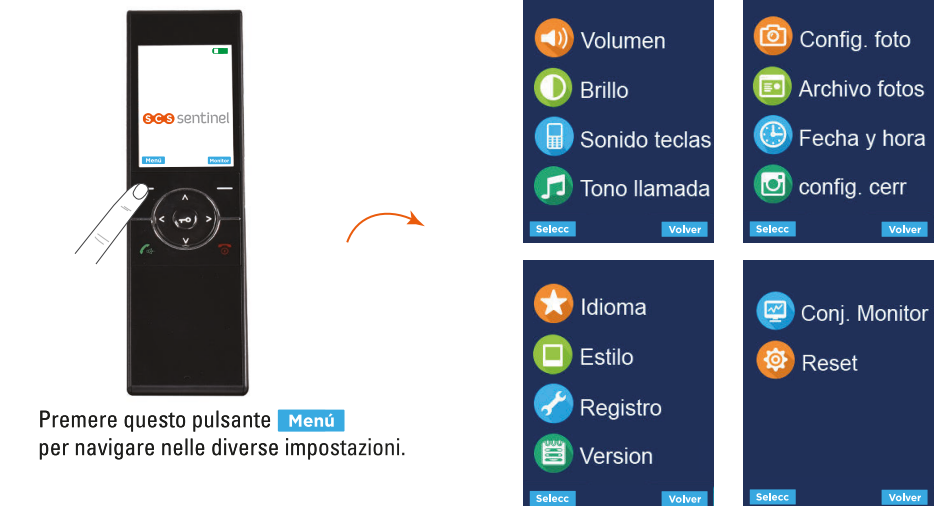 SCS sentinel
Menú
Monitor
Premere questo pulsante Menú
per navigare nelle diverse impostazioni.
Volumen
Brillo
Sonido teclas
Tono llamada
Selecc Volver
Config. foto
Archivo fotos
Fecha y hora
config. cerr
Selecc Volver
Idioma
Estilo
Registro
Version
Selecc Volver
Conj. Monitor
Reset
Selecc Volver